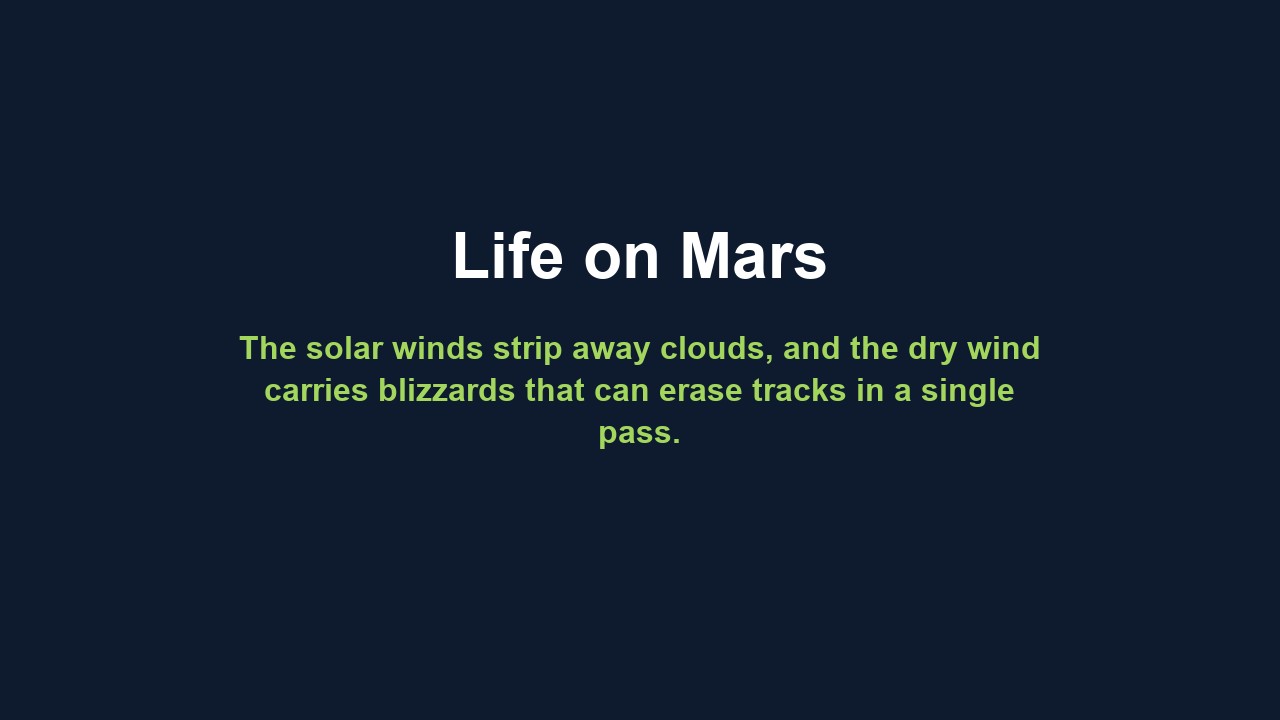 Life on Mars
The solar winds strip away clouds, and the dry wind
carries blizzards that can erase tracks in a single
pass.